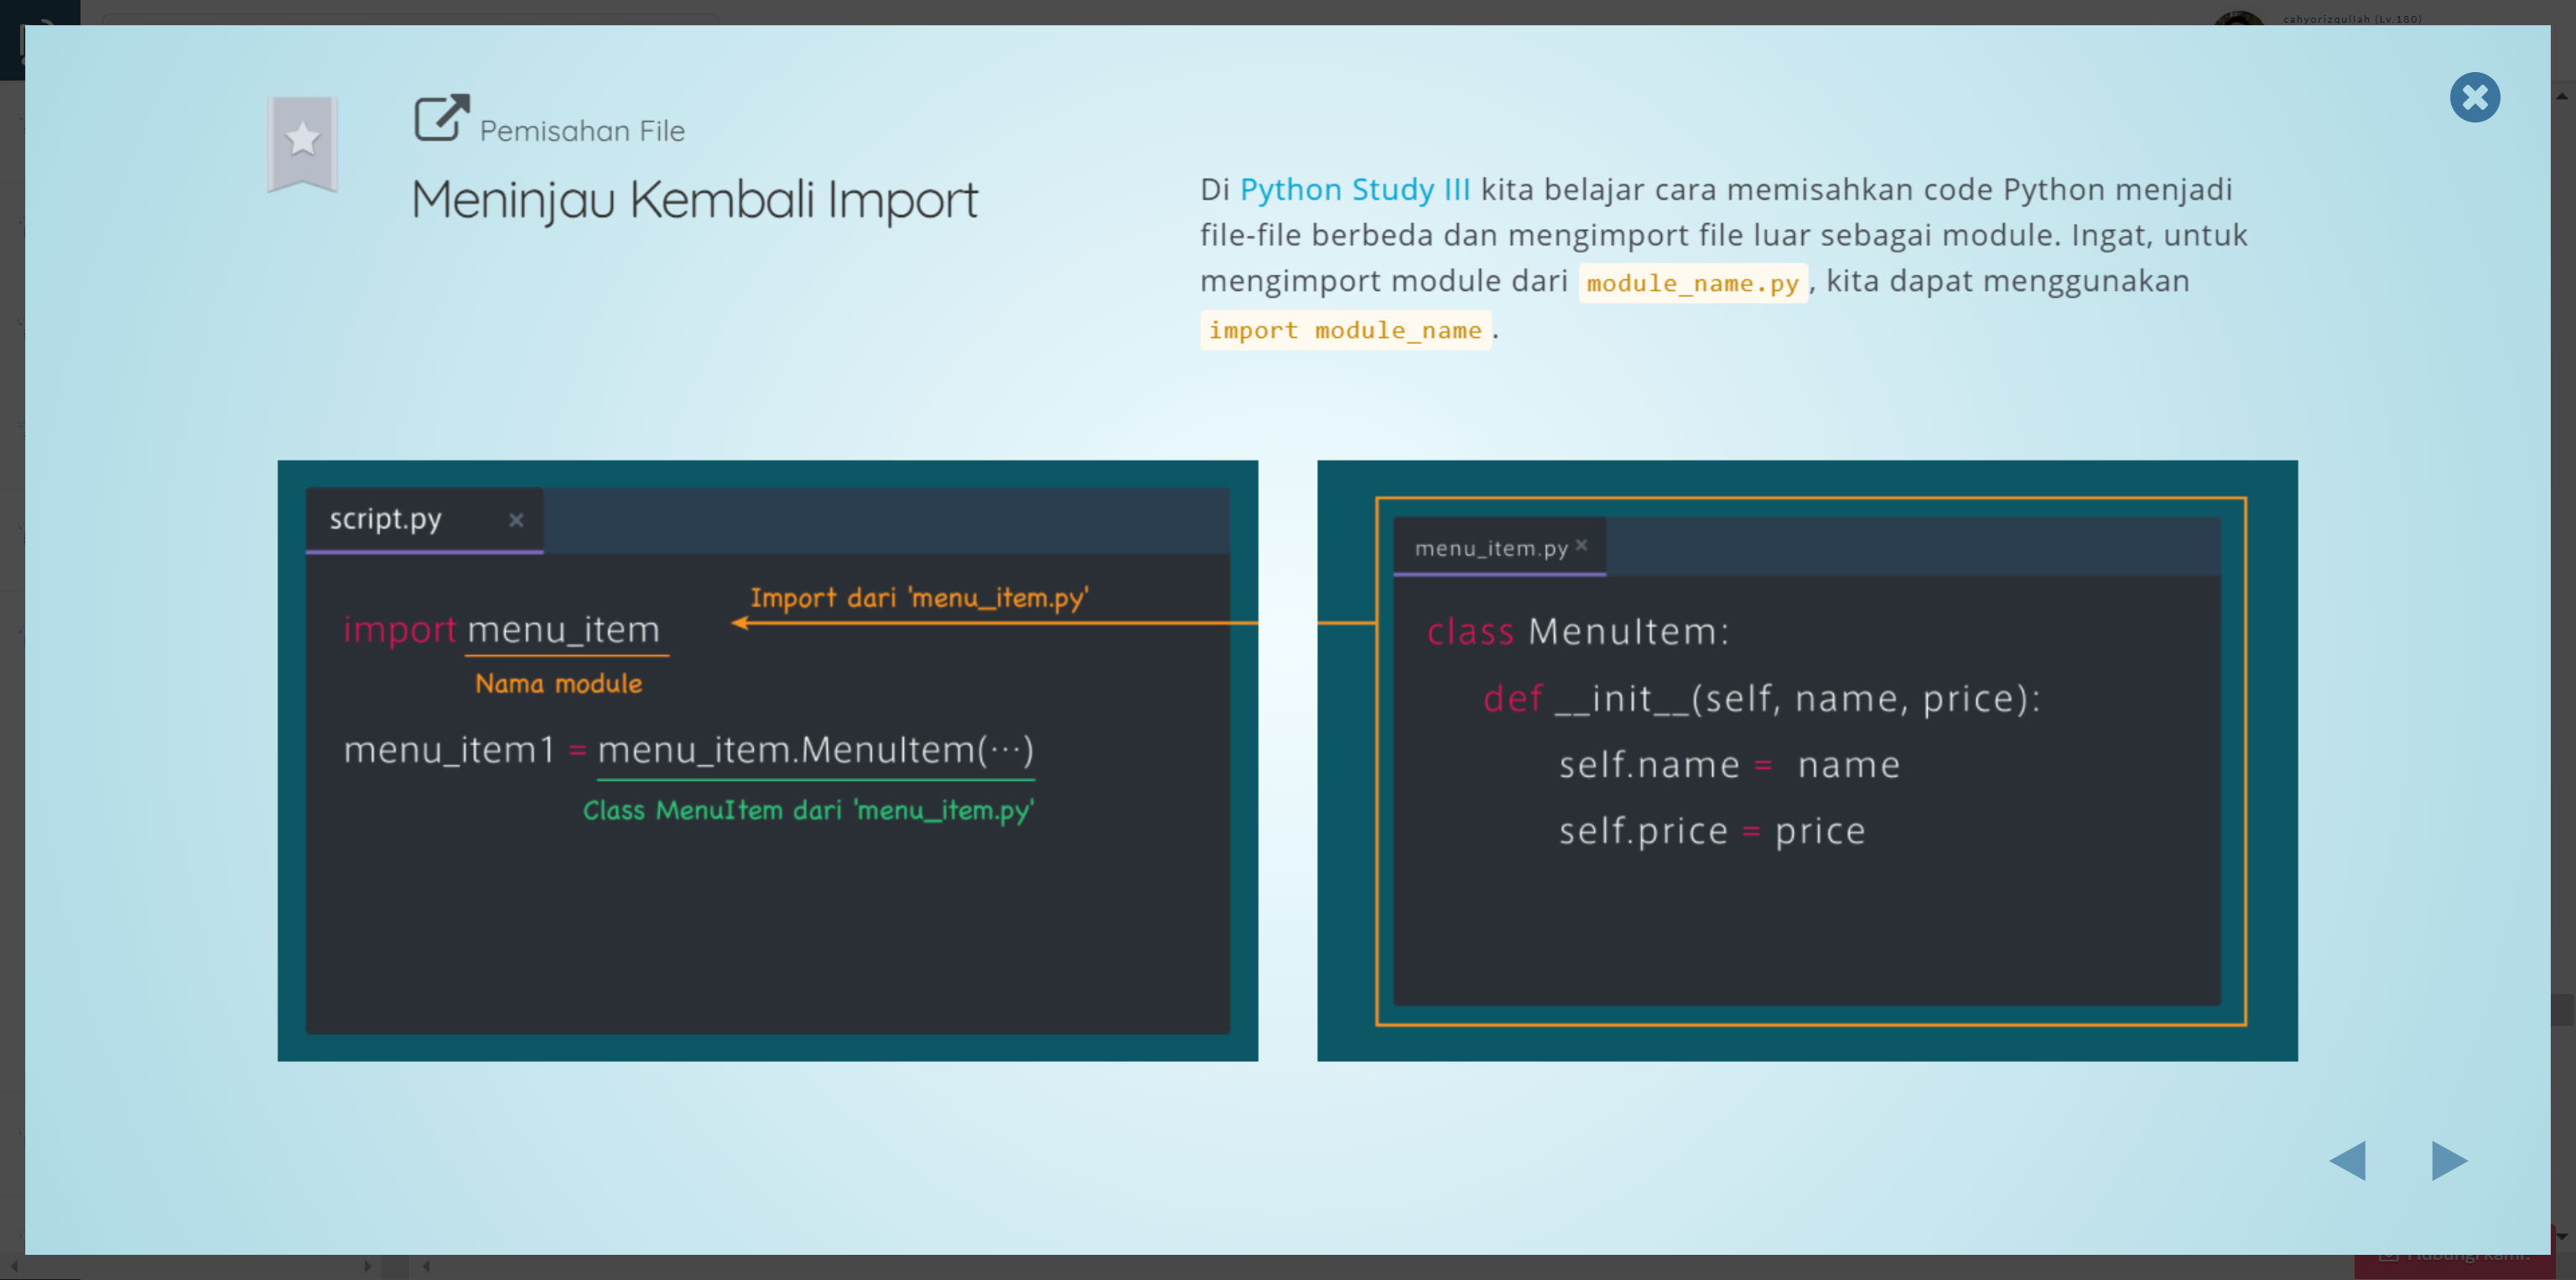 cahyorizqullah (Lv.180)
Pemisahan File
Meninjau Kembali Import
Di Python Study III kita belajar cara memisahkan code Python menjadi
file-file berbeda dan mengimport file luar sebagai module. Ingat, untuk
mengimport module dari module_name.py, kita dapat menggunakan
import module_name.
script.py
import menu_item
Import dari 'menu_item.py'
Nama module
menu_item1 = menu_item.MenuItem(···)
Class MenuItem dari 'menu_item.py'
menu_item.py
class MenuItem:
def __init__(self, name, price):
self.name = name
self.price = price